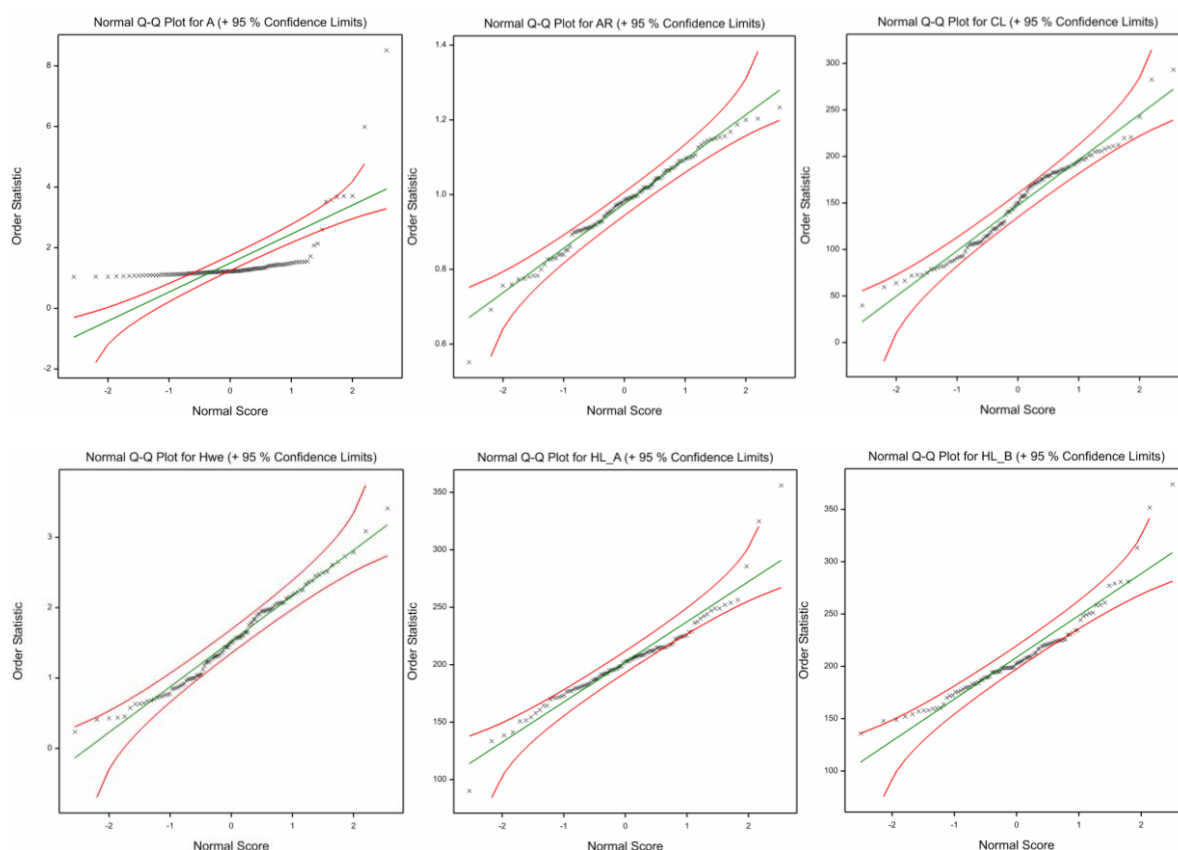 Normal Q-Q Plot for A (+ 95 % Confidence Limits)
8
6
4
2
0
-2
Order Statistic
-2 -1 0 1 2
Normal Score
Normal Q-Q Plot for AR (+ 95 % Confidence Limits)
1.4
1.2
1.0
0.8
0.6
Order Statistic
-2 -1 0 1 2
Normal Score
Normal Q-Q Plot for CL (+ 95 % Confidence Limits)
300
250
200
150
100
50
0
Order Statistic
-2 -1 0 1 2
Normal Score
Normal Q-Q Plot for Hwe (+ 95 % Confidence Limits)
3
2
1
0
Order Statistic
-2 -1 0 1 2
Normal Score
Normal Q-Q Plot for HL_A (+ 95 % Confidence Limits)
350
300
250
200
150
100
Order Statistic
-2 -1 0 1 2
Normal Score
Normal Q-Q Plot for HL_B (+ 95 % Confidence Limits)
350
300
250
200
150
100
Order Statistic
-2 -1 0 1 2
Normal Score